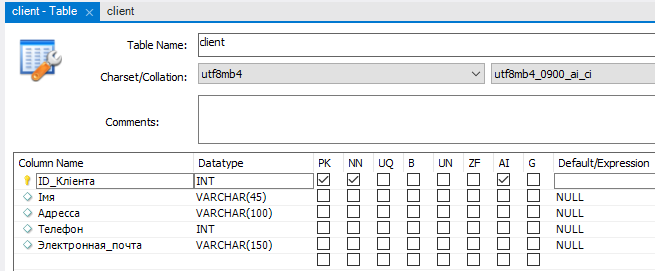 client - Table × client
Table Name: client
Charset/Collation: utf8mb4 utf8mb4_0900_ai_ci
Comments:
Column Name Datatype PK NN UQ B UN ZF AI G Default/Expression
ID_Клієнта INT
Імя VARCHAR(45) NULL
Адресса VARCHAR(100) NULL
Телефон INT NULL
Электронная_почта VARCHAR(150) NULL